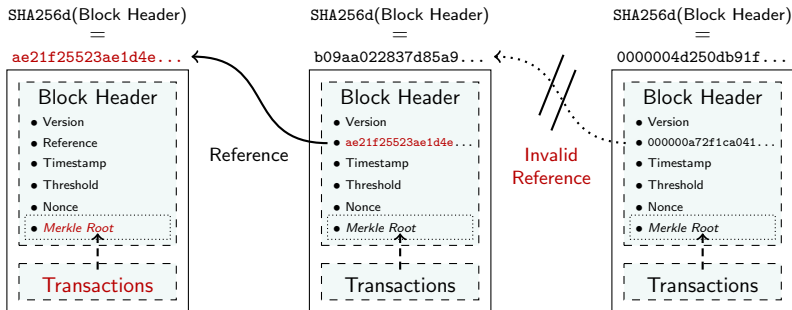 SHA256d(Block Header)
=
ae21f25523ae1d4e...
Block Header
• Version
• Reference
• Timestamp
• Threshold
• Nonce
• Merkle Root
Transactions
Reference
SHA256d(Block Header)
=
b09aa022837d85a9...
Block Header
• Version
• ae21f25523ae1d4e...
• Timestamp
• Threshold
• Nonce
• Merkle Root
Transactions
Invalid
Reference
SHA256d(Block Header)
=
0000004d250db91f...
Block Header
• Version
• 000000a72f1ca041...
• Timestamp
• Threshold
• Nonce
• Merkle Root
Transactions